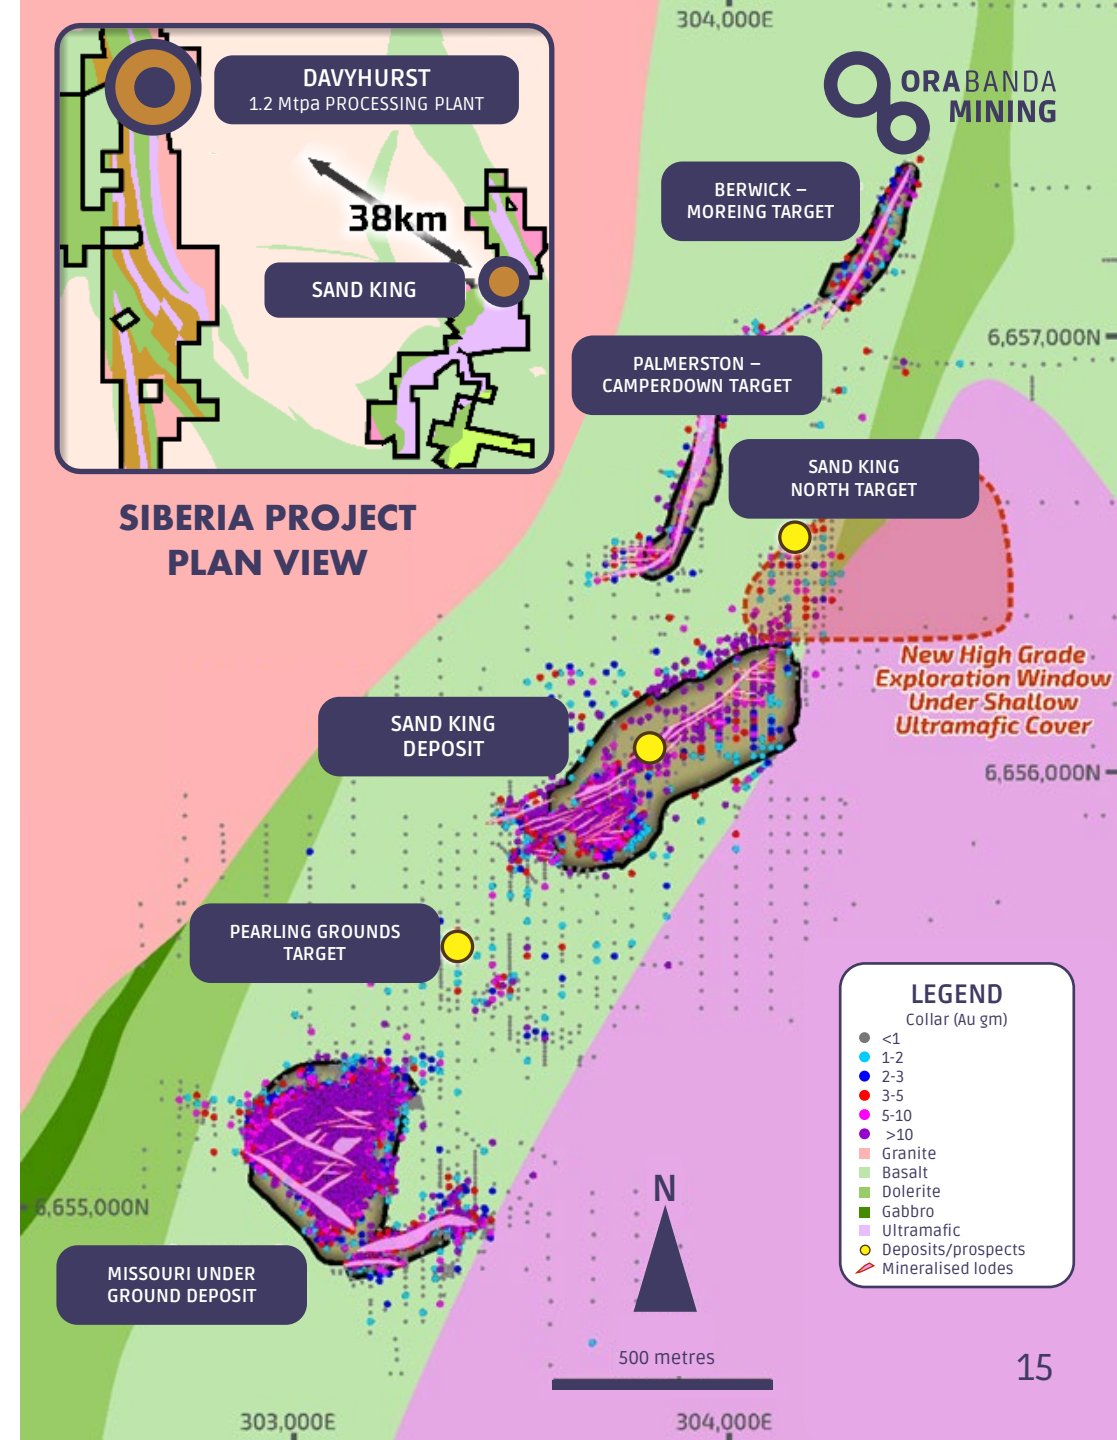 304,000E
DAVYHURST
1.2 Mtpa PROCESSING PLANT
ORABANDA
MINING
38km
SAND KING
BERWICK –
MOREING TARGET
6,657,000N
PALMERSTON –
CAMPERDOWN TARGET
SAND KING
NORTH TARGET
SIBERIA PROJECT
PLAN VIEW
New High Grade
Exploration Window
Under Shallow
Ultramafic Cover
SAND KING
DEPOSIT
6,656,000N
PEARLING GROUNDS
TARGET
LEGEND
Collar (Au gm)
<1
1-2
2-3
3-5
5-10
>10
Granite
Basalt
Dolerite
Gabbro
Ultramafic
Deposits/prospects
Mineralised lodes
6,655,000N
N
MISSOURI UNDER
GROUND DEPOSIT
500 metres
15
303,000E
304,000E